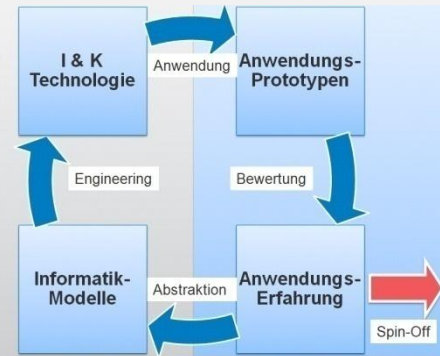 I & K
Technologie
Anwendung
Anwendungs-
Prototypen
Engineering
Bewertung
Informatik-
Modelle
Abstraktion
Anwendungs-
Erfahrung
Spin-Off